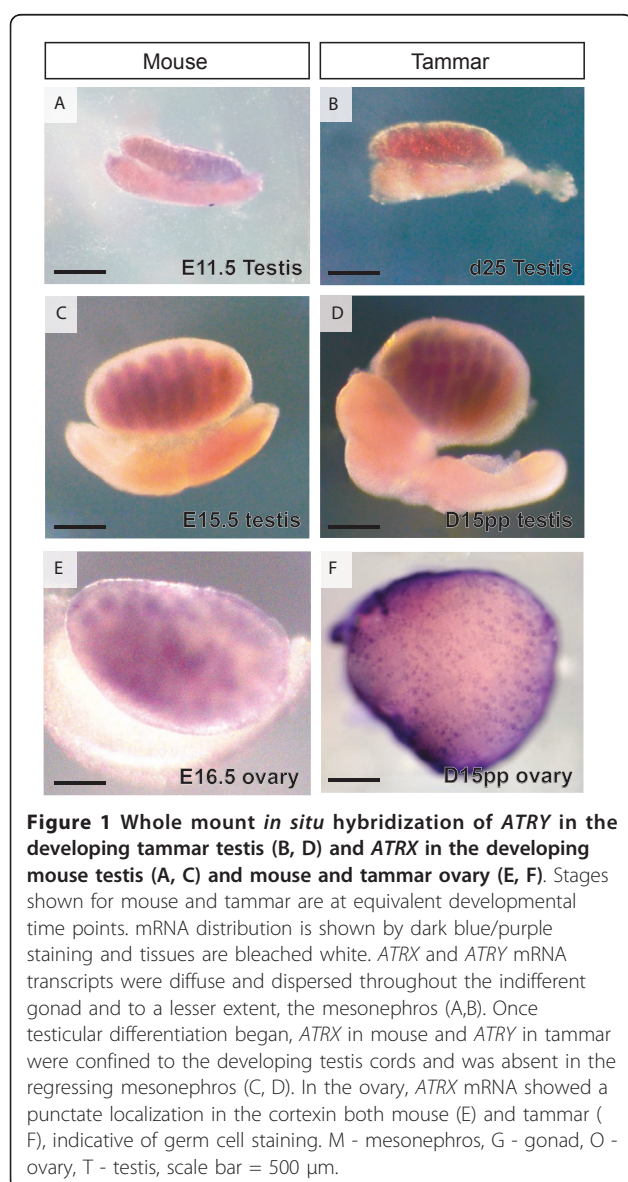 Mouse
Tammar
A
E11.5 Testis
B
d25 Testis
C
E15.5 testis
D
D15pp testis
E
E16.5 ovary
F
D15pp ovary
Figure 1 Whole mount in situ hybridization of ATRY in the
developing tammar testis (B, D) and ATRX in the developing
mouse testis (A, C) and mouse and tammar ovary (E, F). Stages
shown for mouse and tammar are at equivalent developmental
time points. mRNA distribution is shown by dark blue/purple
staining and tissues are bleached white. ATRX and ATRY mRNA
transcripts were diffuse and dispersed throughout the indifferent
gonad and to a lesser extent, the mesonephros (A,B). Once
testicular differentiation began, ATRX in mouse and ATRY in tammar
were confined to the developing testis cords and was absent in the
regressing mesonephros (C, D). In the ovary, ATRX mRNA showed a
punctate localization in the cortexin both mouse (E) and tammar (
F), indicative of germ cell staining. M - mesonephros, G - gonad, O -
ovary, T - testis, scale bar = 500 μm.